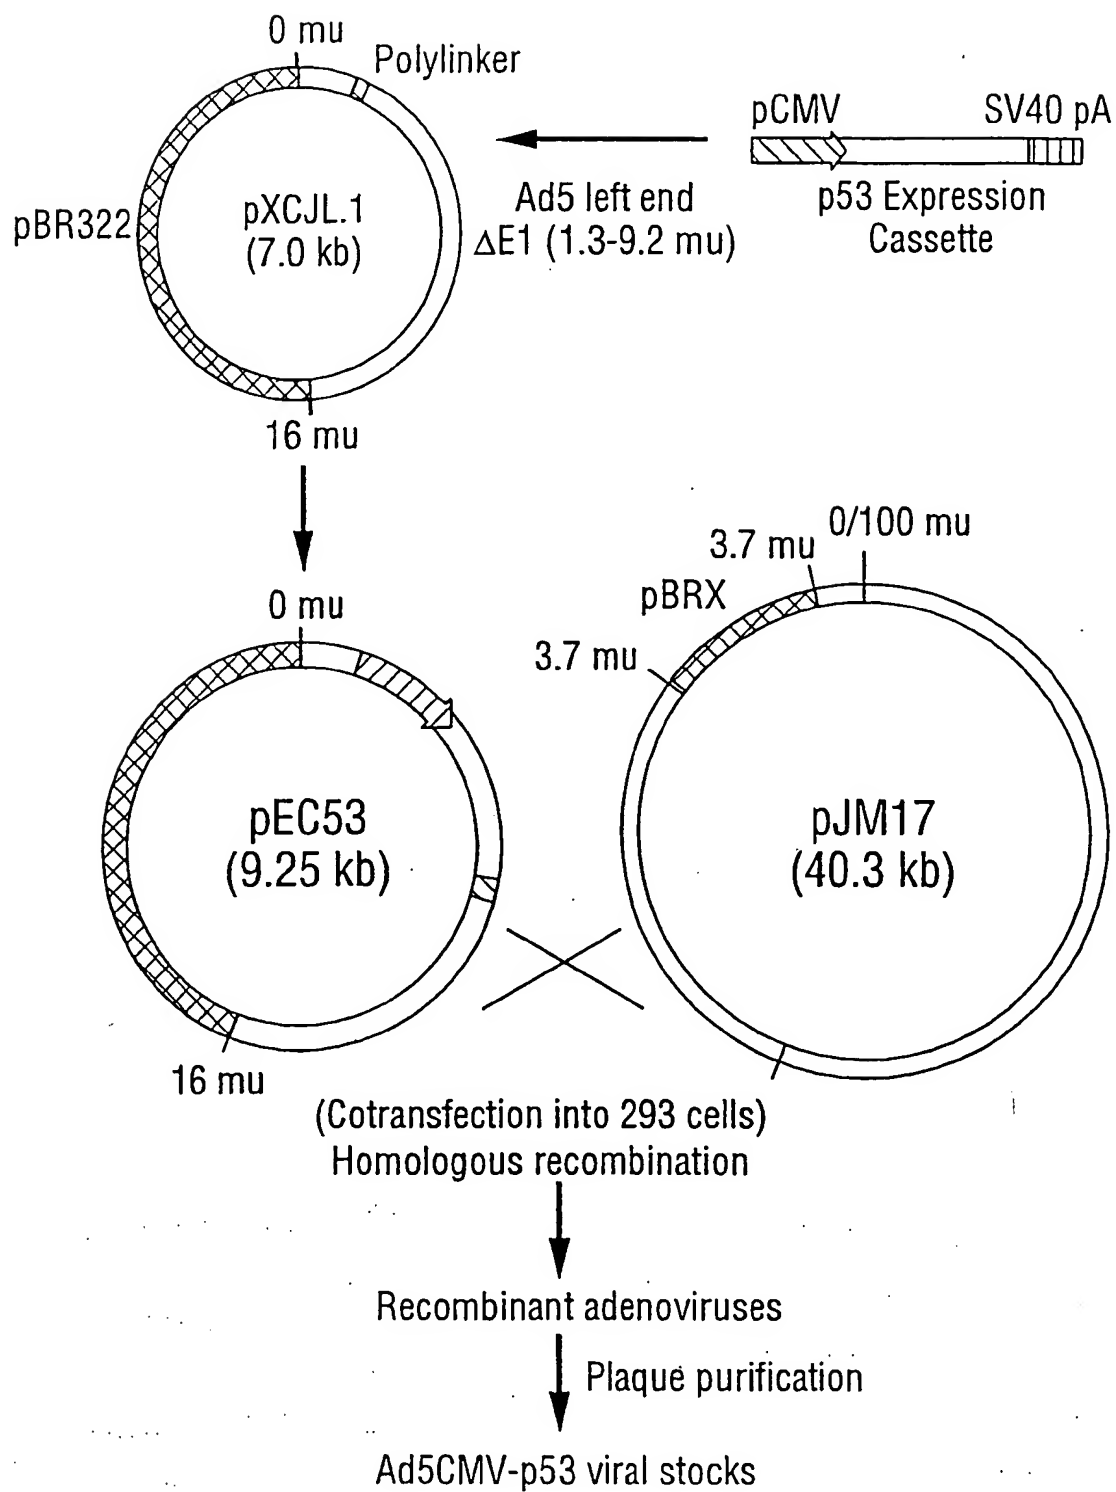 0 mu
Polylinker
pCMV
SV40 pA
pBR322
pXCJL.1
(7.0 kb)
Ad5 left end
ΔE1 (1.3-9.2 mu)
p53 Expression
Cassette
16 mu
0/100 mu
3.7 mu
pBRX
0 mu
3.7 mu
pEC53
(9.25 kb)
pJM17
(40.3 kb)
16 mu
(Cotransfection into 293 cells)
Homologous recombination
Recombinant adenoviruses
Plaque purification
Ad5CMV-p53 viral stocks